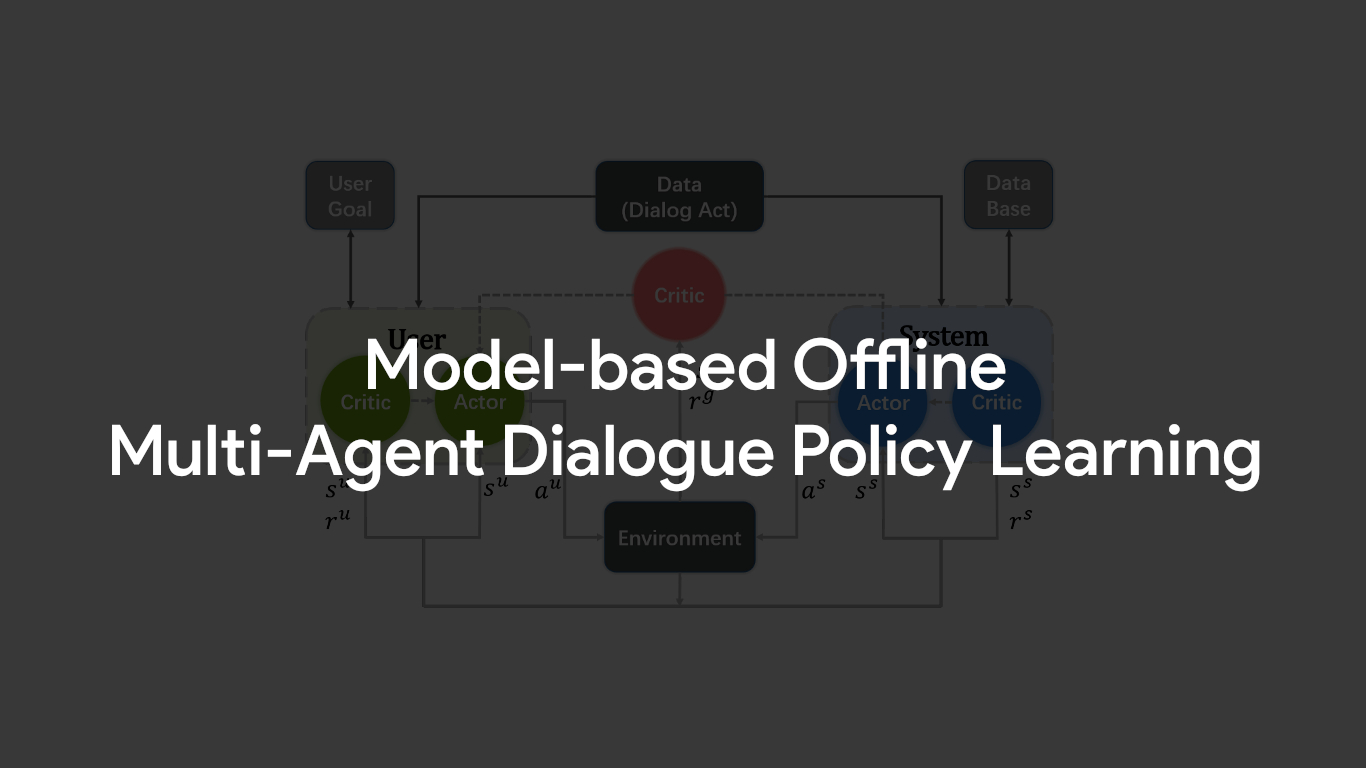 User
Goal
Data
(Dialog Act)
Data
Base
Critic
User
System
Model-based Offline
Critic
Actor
r^g
Actor
Critic
Multi-Agent Dialogue Policy Learning
s^u
r^u
s^u
a^u
a^s
s^s
s^s
r^s
Environment